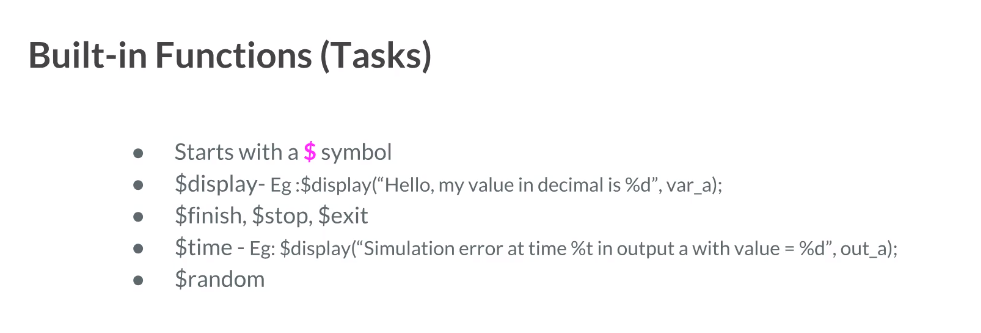 Built-in Functions (Tasks)
● Starts with a $ symbol
● $display- Eg :$display(“Hello, my value in decimal is %d”, var_a);
● $finish, $stop, $exit
● $time - Eg: $display(“Simulation error at time %t in output a with value = %d”, out_a);
● $random